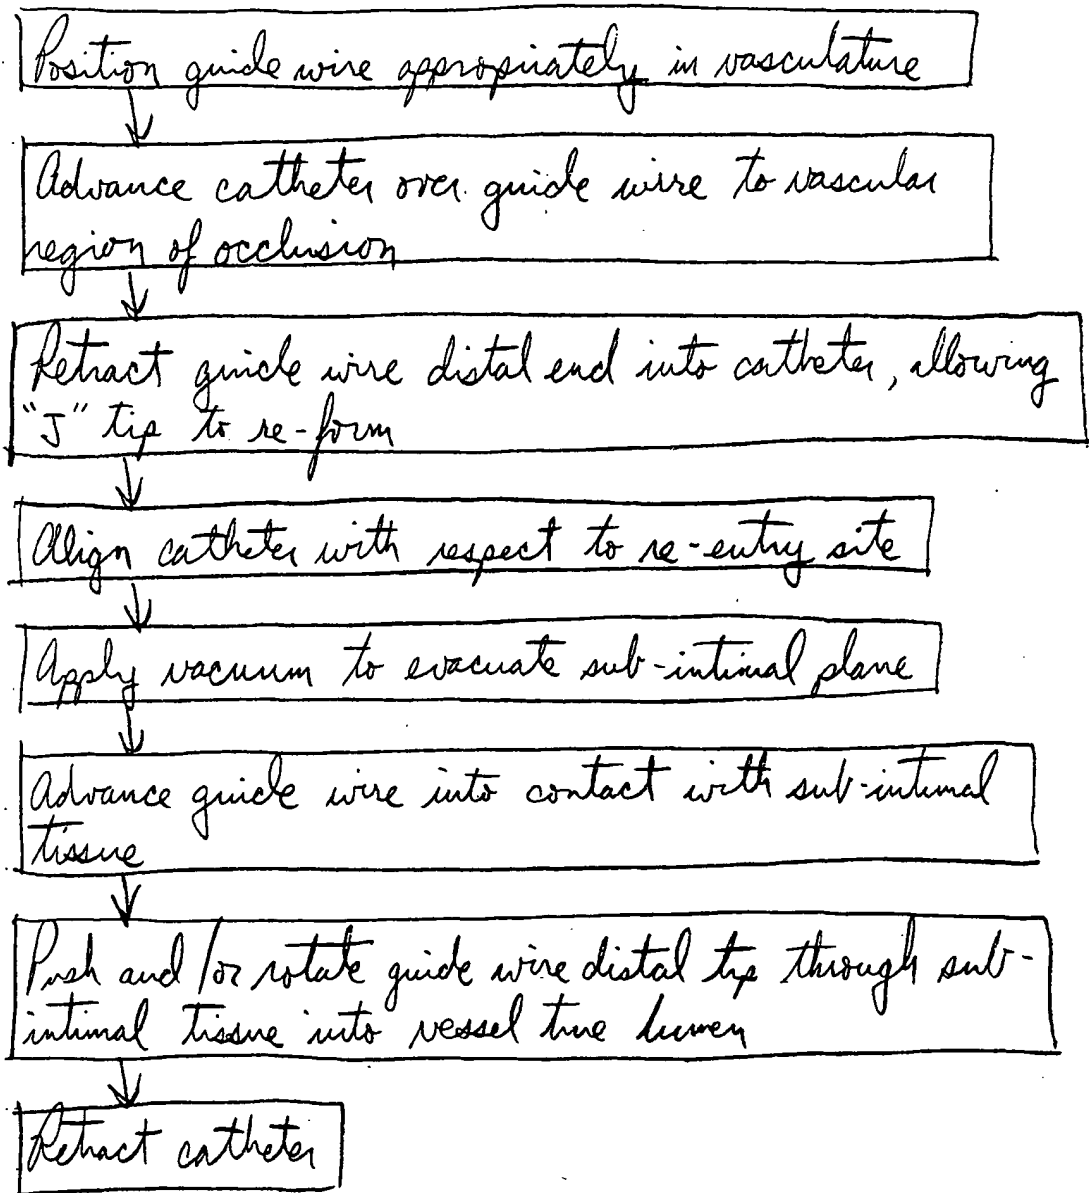 Position guide wire appropriately in vasculature
Advance catheter over guide wire to vascular
region of occlusion
Retract guide wire distal end into catheter, allowing
"J" tip to re-form
Align catheter with respect to re-entry site
Apply vacuum to evacuate sub-intimal plane
Advance guide wire into contact with sub-intimal
tissue
Push and/or rotate guide wire distal tip through sub-
intimal tissue into vessel true lumen
Retract catheter